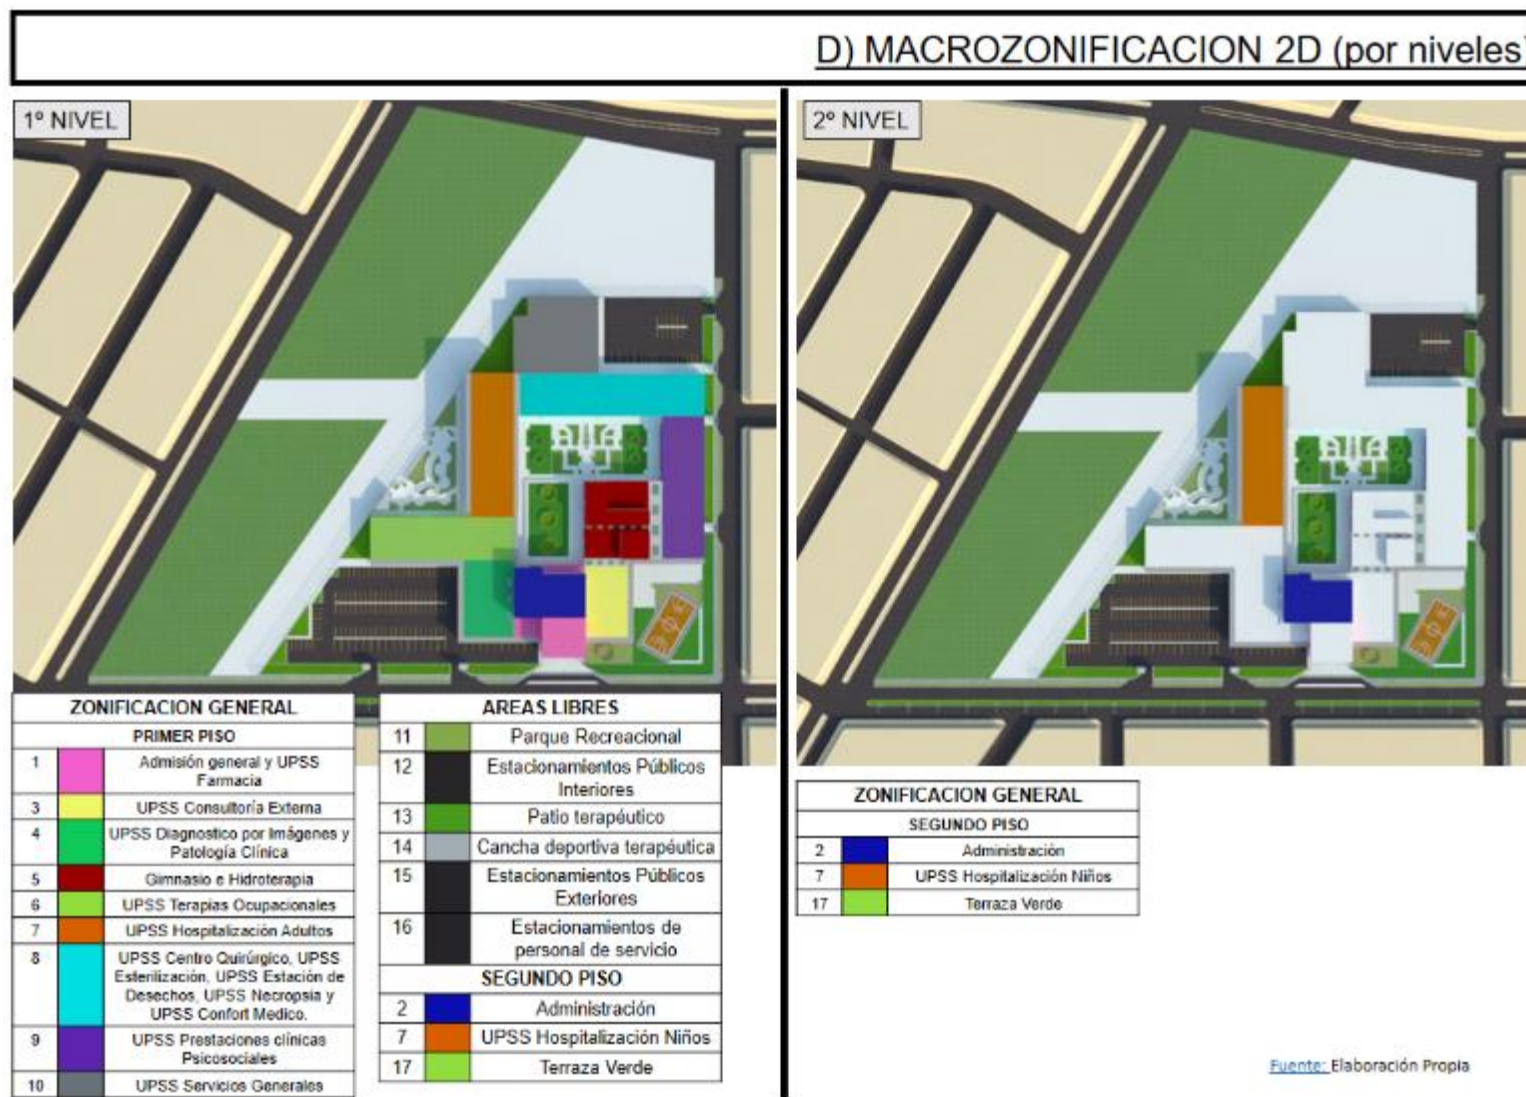 D) MACROZONIFICACION 2D (por niveles)
1º NIVEL
ZONIFICACION GENERAL
PRIMER PISO
1 Admisión general y UPSS
Farmacia
3 UPSS Consultoría Externa
4 UPSS Diagnostico por Imágenes y
Patología Clínica
5 Gimnasio e Hidroterapia
6 UPSS Terapias Ocupacionales
7 UPSS Hospitalización Adultos
8 UPSS Centro Quirúrgico, UPSS
Esterilización, UPSS Estación de
Desechos, UPSS Necropsia y
UPSS Confort Medico.
9 UPSS Prestaciones clínicas
Psicosociales
10 UPSS Servicios Generales
AREAS LIBRES
11 Parque Recreacional
12 Estacionamientos Públicos
Interiores
13 Patio terapéutico
14 Cancha deportiva terapéutica
15 Estacionamientos Públicos
Exteriores
16 Estacionamientos de
personal de servicio
SEGUNDO PISO
2 Administración
7 UPSS Hospitalización Niños
17 Terraza Verde
2º NIVEL
ZONIFICACION GENERAL
SEGUNDO PISO
2 Administración
7 UPSS Hospitalización Niños
17 Terraza Verde
Fuente: Elaboración Propia